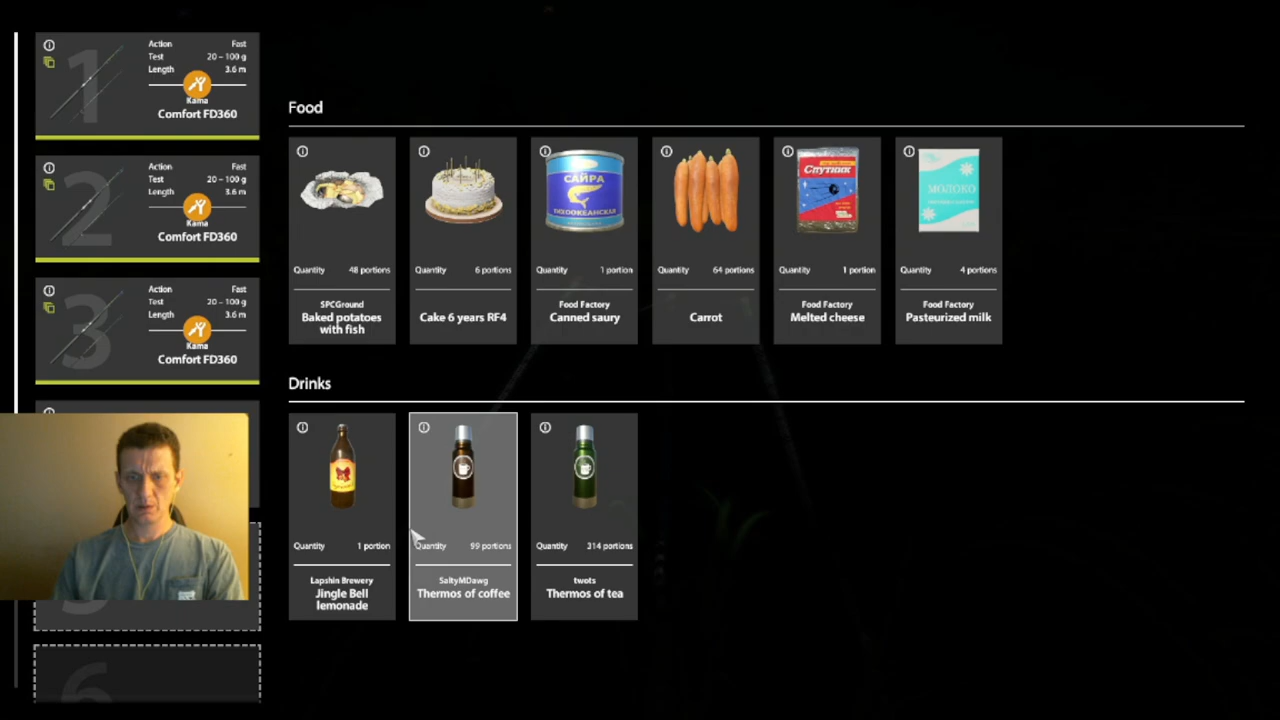 1
Action Fast
Test 20 – 100 g
Length 3.6 m
Kama
Comfort FD360
2
Action Fast
Test 20 – 100 g
Length 3.6 m
Kama
Comfort FD360
3
Action Fast
Test 20 – 100 g
Length 3.6 m
Kama
Comfort FD360
6
Food
Quantity 48 portions
SPCGround
Baked potatoes
with fish
Quantity 6 portions
Cake 6 years RF4
САЙРА
ТИХООКЕАНСКАЯ
Quantity 1 portion
Food Factory
Canned saury
Quantity 64 portions
Carrot
Спутник
Quantity 1 portion
Food Factory
Melted cheese
МОЛОКО
Quantity 4 portions
Food Factory
Pasteurized milk
Drinks
Quantity 1 portion
Lapshin Brewery
Jingle Bell
lemonade
Quantity 99 portions
SaltyMDawg
Thermos of coffee
Quantity 314 portions
twots
Thermos of tea